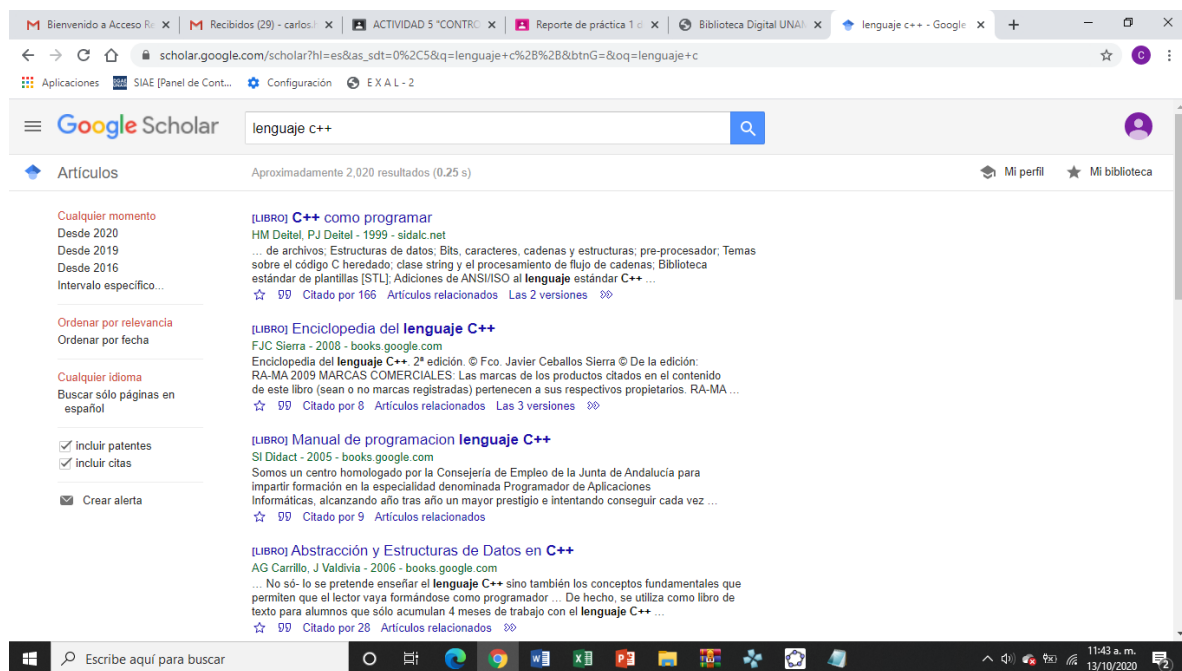 Bienvenido a Acceso Re
Recibidos (29) - carlos.h
ACTIVIDAD 5 "CONTRO
Reporte de práctica 1 d
Biblioteca Digital UNAM
lenguaje c++ - Google
scholar.google.com/scholar?hl=es&as_sdt=0%2C5&q=lenguaje+c%2B%2B&btnG=&oq=lenguaje+c
C
Aplicaciones
SIAE [Panel de Cont...
Configuración
E X A L - 2
Google Scholar
lenguaje c++
Artículos
Aproximadamente 2,020 resultados (0.25 s)
Mi perfil
Mi biblioteca
Cualquier momento
Desde 2020
Desde 2019
Desde 2016
Intervalo específico...
Ordenar por relevancia
Ordenar por fecha
Cualquier idioma
Buscar sólo páginas en
español
incluir patentes
incluir citas
Crear alerta
[LIBRO] C++ como programar
HM Deitel, PJ Deitel - 1999 - sidalc.net
… de archivos; Estructuras de datos; Bits, caracteres, cadenas y estructuras; pre-procesador; Temas
sobre el código C heredado; clase string y el procesamiento de flujo de cadenas; Biblioteca
estándar de plantillas [STL]; Adiciones de ANSI/ISO al lenguaje estándar C++ …
Citado por 166 Artículos relacionados Las 2 versiones
[LIBRO] Enciclopedia del lenguaje C++
FJC Sierra - 2008 - books.google.com
Enciclopedia del lenguaje C++. 2ª edición. © Fco. Javier Ceballos Sierra © De la edición:
RA-MA 2009 MARCAS COMERCIALES: Las marcas de los productos citados en el contenido
de este libro (sean o no marcas registradas) pertenecen a sus respectivos propietarios. RA-MA …
Citado por 8 Artículos relacionados Las 3 versiones
[LIBRO] Manual de programacion lenguaje C++
SI Didact - 2005 - books.google.com
Somos un centro homologado por la Consejería de Empleo de la Junta de Andalucía para
impartir formación en la especialidad denominada Programador de Aplicaciones
Informáticas, alcanzando año tras año un mayor prestigio e intentando conseguir cada vez …
Citado por 9 Artículos relacionados
[LIBRO] Abstracción y Estructuras de Datos en C++
AG Carrillo, J Valdivia - 2006 - books.google.com
… No só- lo se pretende enseñar el lenguaje C++ sino también los conceptos fundamentales que
permiten que el lector vaya formándose como programador … De hecho, se utiliza como libro de
texto para alumnos que sólo acumulan 4 meses de trabajo con el lenguaje C++ …
Citado por 28 Artículos relacionados
Escribe aquí para buscar
11:43 a. m.
13/10/2020
2